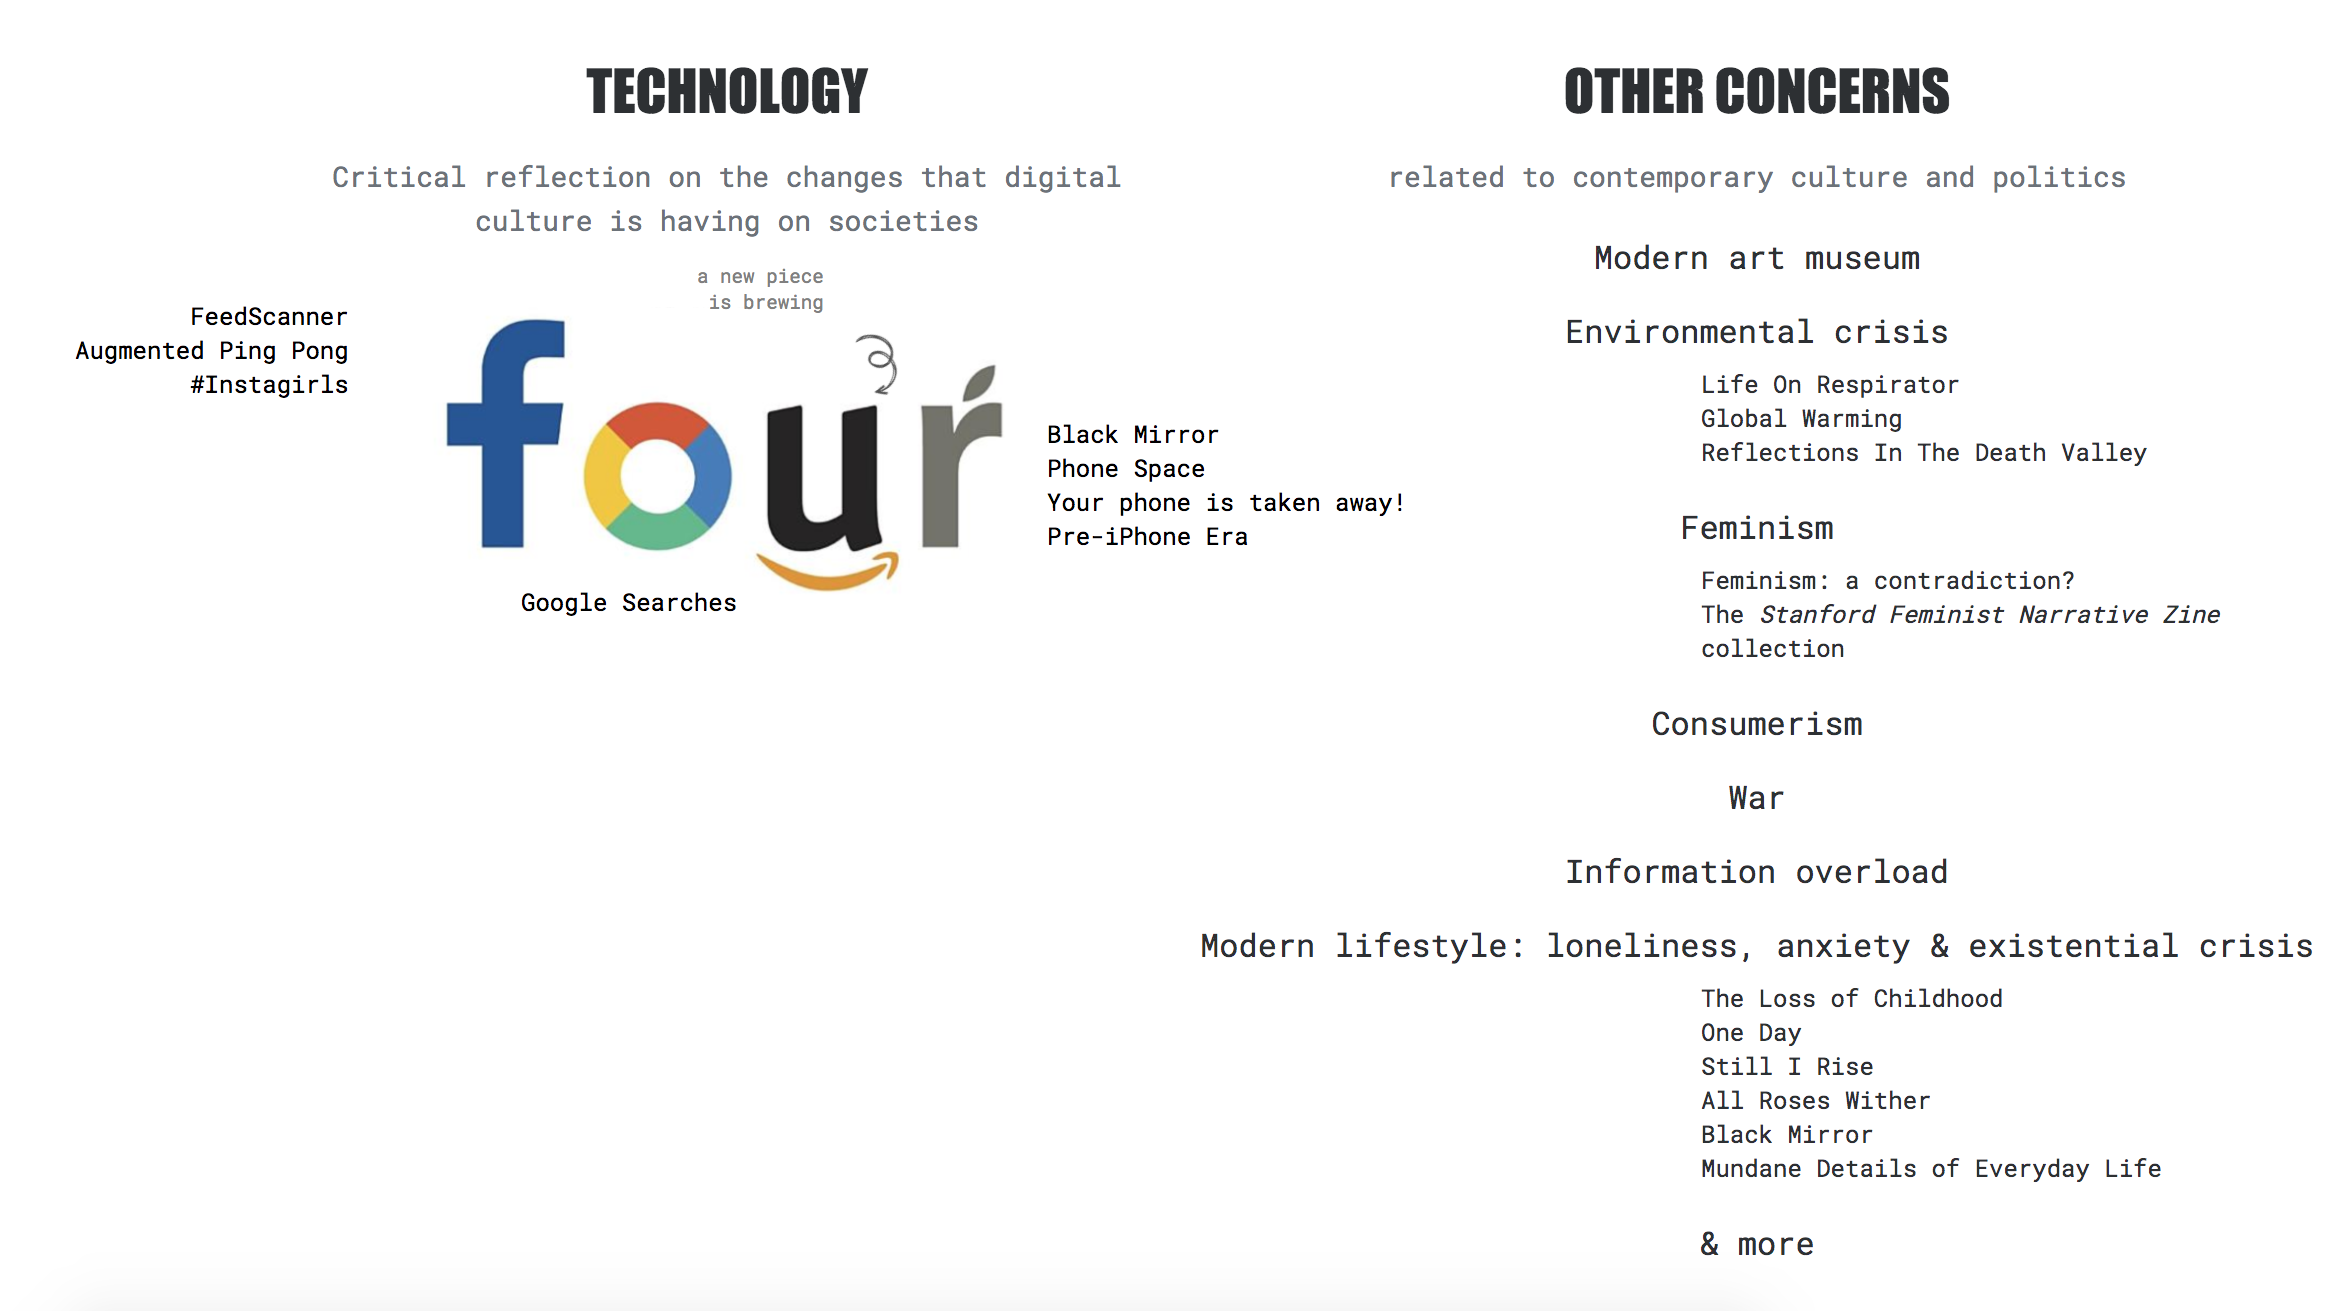 TECHNOLOGY
Critical reflection on the changes that digital
culture is having on societies
a new piece
is brewing
FeedScanner
Augmented Ping Pong
#Instagirls
four
Black Mirror
Phone Space
Your phone is taken away!
Pre-iPhone Era
Google Searches
OTHER CONCERNS
related to contemporary culture and politics
Modern art museum
Environmental crisis
Life On Respirator
Global Warming
Reflections In The Death Valley
Feminism
Feminism: a contradiction?
The Stanford Feminist Narrative Zine
collection
Consumerism
War
Information overload
Modern lifestyle: loneliness, anxiety & existential crisis
The Loss of Childhood
One Day
Still I Rise
All Roses Wither
Black Mirror
Mundane Details of Everyday Life
& more